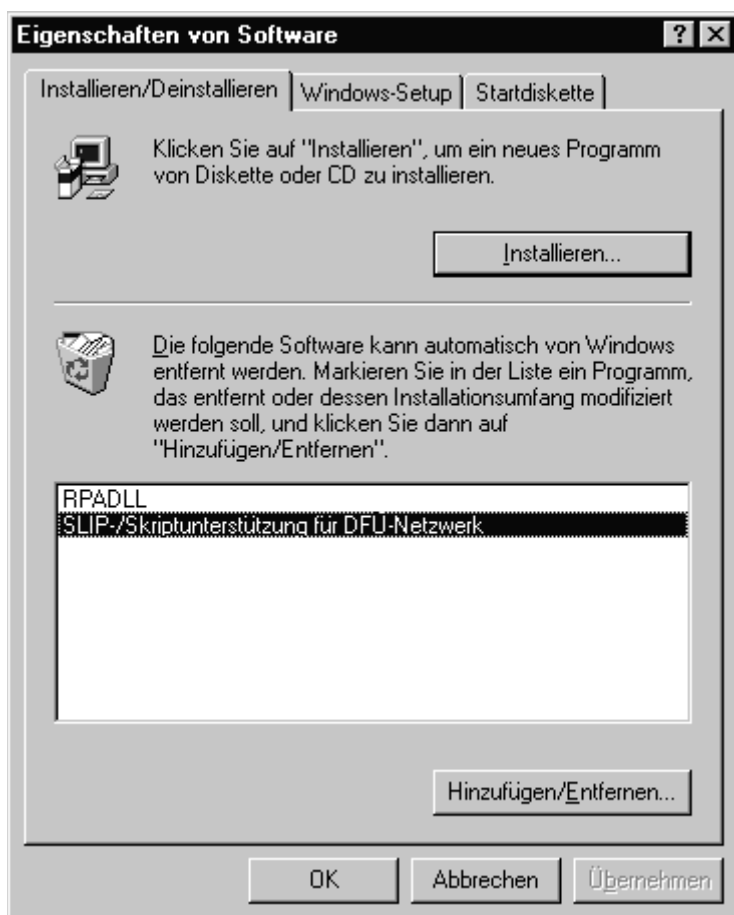 Eigenschaften von Software
Installieren/Deinstallieren Windows-Setup Startdiskette
Klicken Sie auf "Installieren", um ein neues Programm
von Diskette oder CD zu installieren.
Installieren...
Die folgende Software kann automatisch von Windows
entfernt werden. Markieren Sie in der Liste ein Programm,
das entfernt oder dessen Installationsumfang modifiziert
werden soll, und klicken Sie dann auf
"Hinzufügen/Entfernen".
RPADLL
SLIP-/Skriptunterstützung für DFÜ-Netzwerk
Hinzufügen/Entfernen...
OK Abbrechen Übernehmen